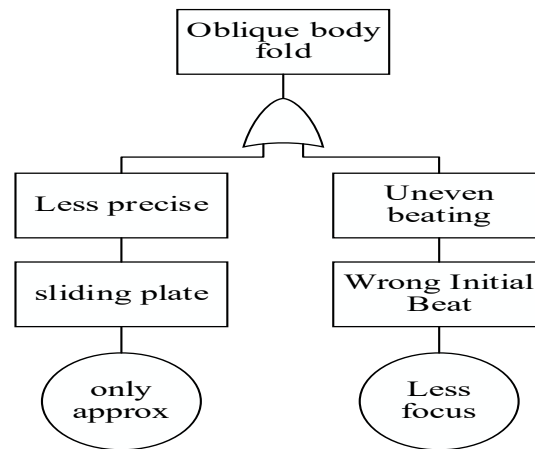 Oblique body
fold
Less precise
Uneven
beating
sliding plate
Wrong Initial
Beat
only
approx
Less
focus